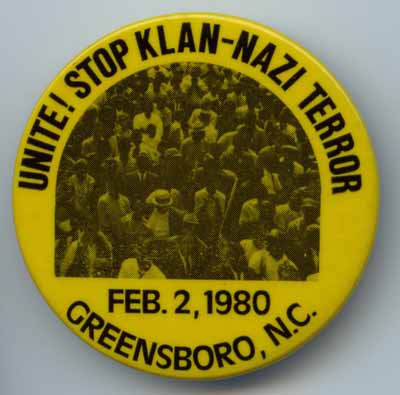 UNITE! STOP KLAN-NAZI TERROR
FEB. 2, 1980
GREENSBORO, N.C.